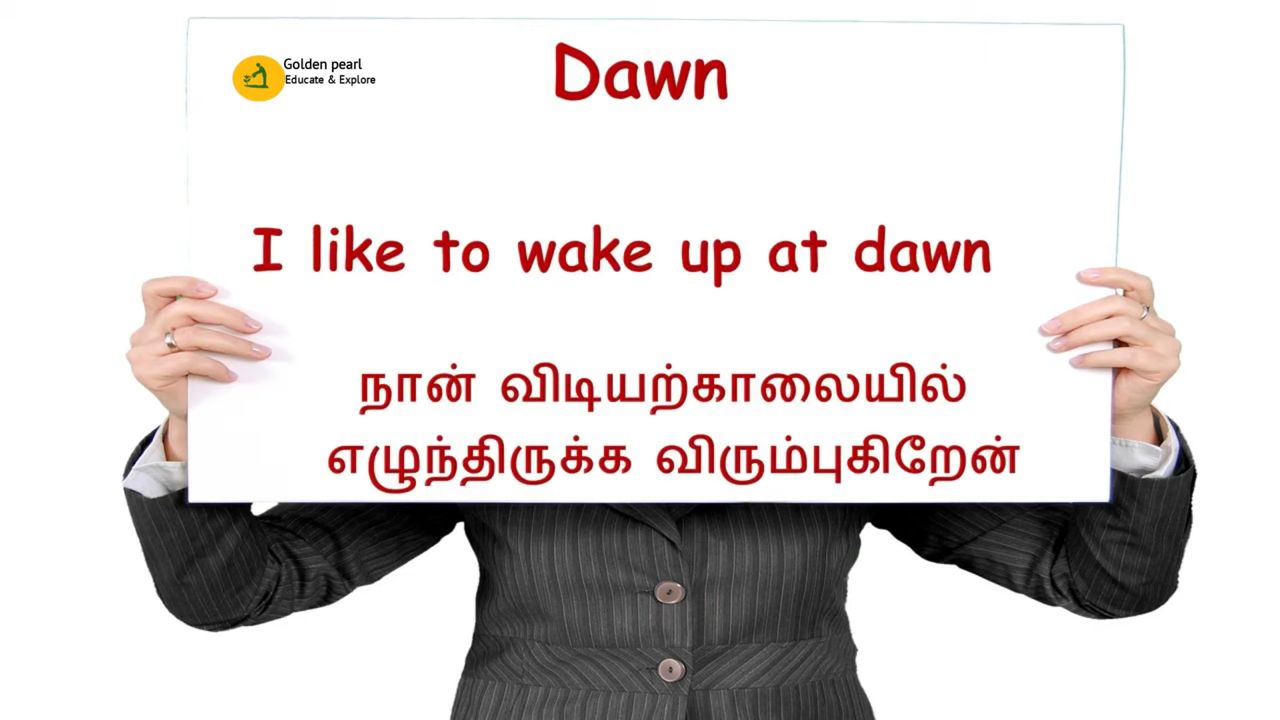 Golden pearl
Educate & Explore
Dawn
I like to wake up at dawn
நான் விடியற்காலையில்
எழுந்திருக்க விரும்புகிறேன்